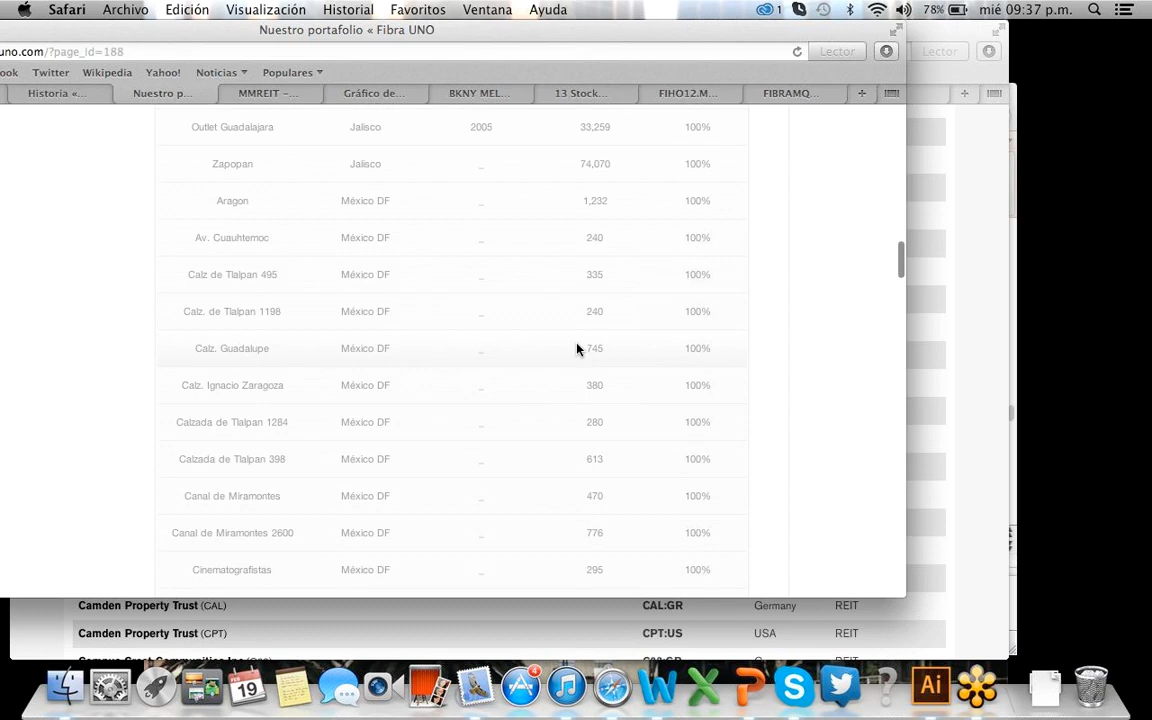 Safari Archivo Edición Visualización Historial Favoritos Ventana Ayuda 1 78% mié 09:37 p.m.
Nuestro portafolio « Fibra UNO
uno.com/?page_id=188 Lector Lector
ook Twitter Wikipedia Yahoo! Noticias Populares
Historia «... Nuestro p... MMREIT –... Gráfico de... BKNY MEL... 13 Stock... FIHO12.M... FIBRAMQ...
Outlet Guadalajara Jalisco 2005 33,259 100%
Zapopan Jalisco _ 74,070 100%
Aragon México DF _ 1,232 100%
Av. Cuauhtemoc México DF _ 240 100%
Calz de Tlalpan 495 México DF _ 335 100%
Calz. de Tlalpan 1198 México DF _ 240 100%
Calz. Guadalupe México DF _ 745 100%
Calz. Ignacio Zaragoza México DF _ 380 100%
Calzada de Tlalpan 1284 México DF _ 280 100%
Calzada de Tlalpan 398 México DF _ 613 100%
Canal de Miramontes México DF _ 470 100%
Canal de Miramontes 2600 México DF _ 776 100%
Cinematografistas México DF _ 295 100%
Camden Property Trust (CAL) CAL:GR Germany REIT
Camden Property Trust (CPT) CPT:US USA REIT
FEB 19 4 W X P S ? Ai